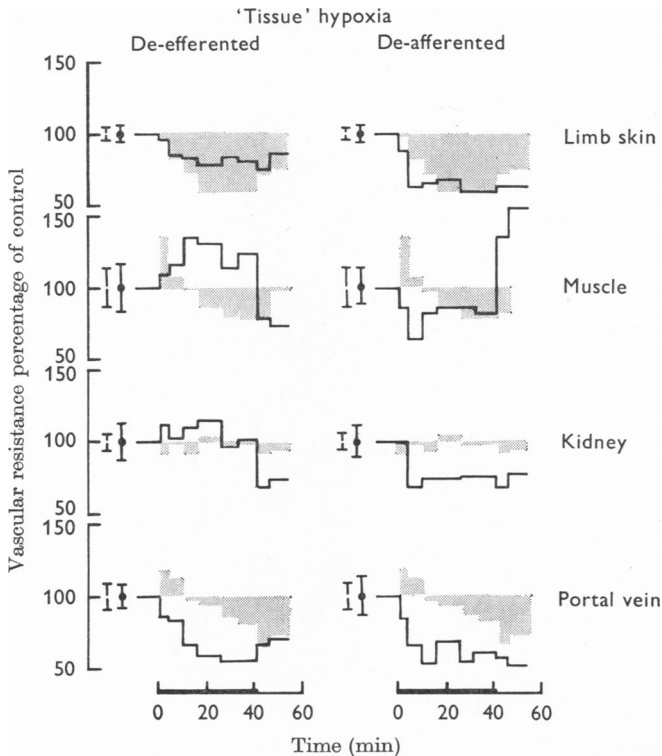 'Tissue' hypoxia
De-efferented
De-afferented
Vascular resistance percentage of control
150
100
50
Limb skin
100
50
Muscle
150
100
50
Kidney
150
100
50
Portal vein
0 20 40 60
0 20 40 60
Time (min)